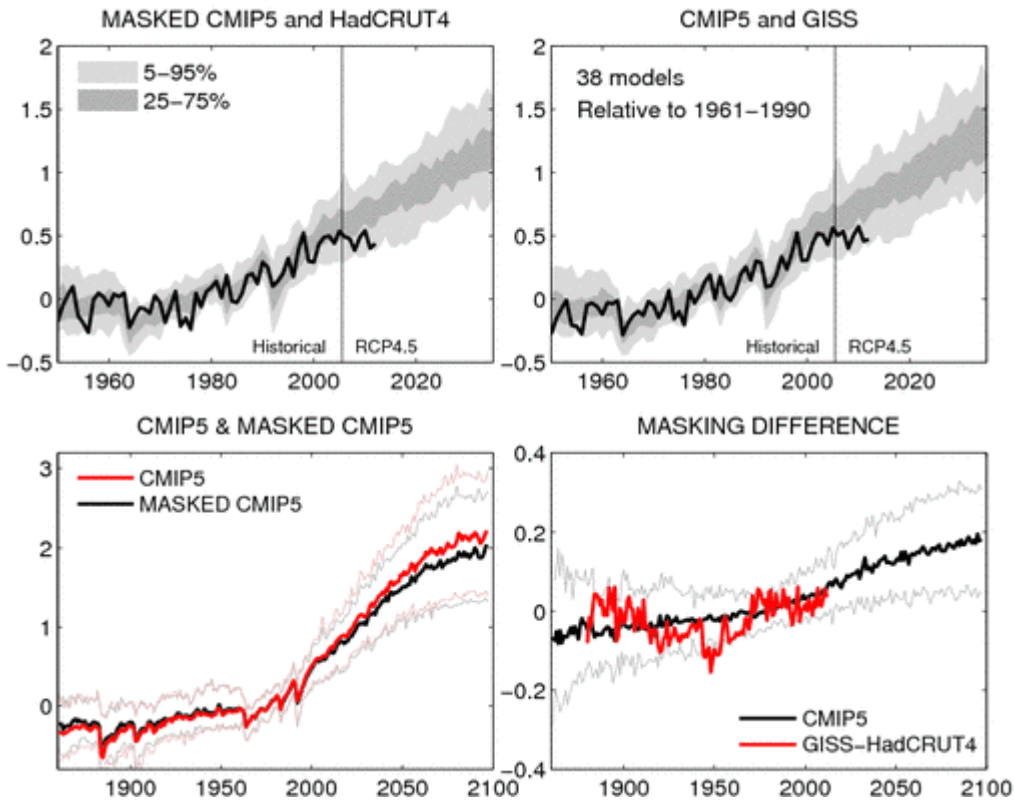 MASKED CMIP5 and HadCRUT4
2
1.5
1
0.5
0
−0.5
5−95%
25−75%
Historical
RCP4.5
1960
1980
2000
2020
CMIP5 and GISS
2
1.5
1
0.5
0
−0.5
38 models
Relative to 1961−1990
Historical
RCP4.5
1960
1980
2000
2020
CMIP5 & MASKED CMIP5
3
2
1
0
CMIP5
MASKED CMIP5
1900
1950
2000
2050
2100
MASKING DIFFERENCE
0.4
0.2
0
−0.2
−0.4
CMIP5
GISS−HadCRUT4
1900
1950
2000
2050
2100